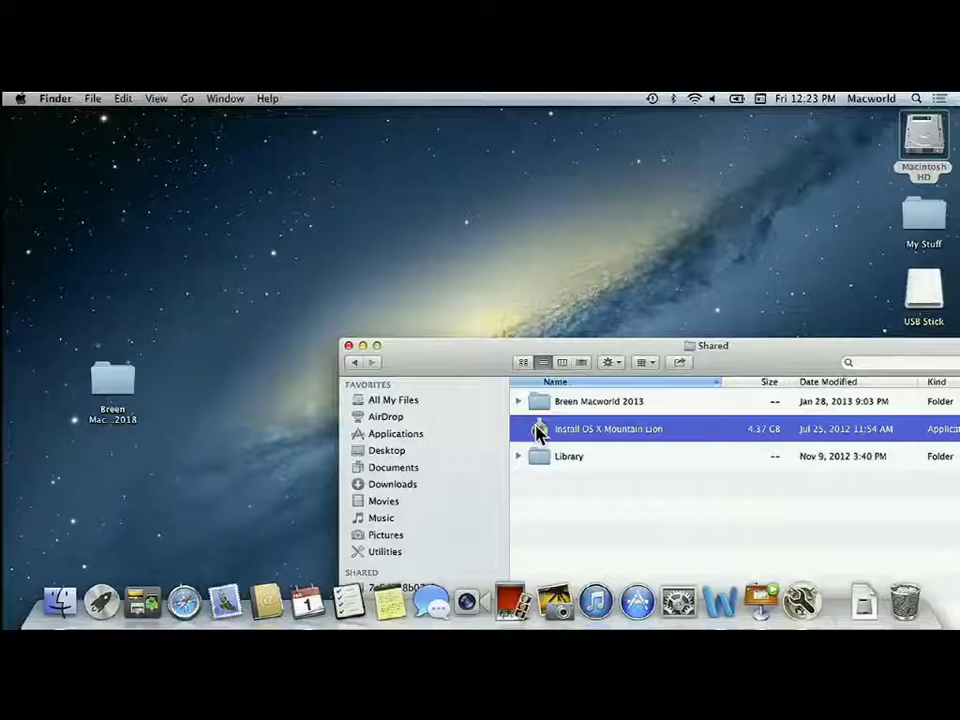 Finder File Edit View Go Window Help Fri 12:23 PM Macworld
Macintosh
HD
My Stuff
USB Stick
Breen
Mac...2018
Shared
FAVORITES
All My Files
AirDrop
Applications
Desktop
Documents
Downloads
Movies
Music
Pictures
Utilities
SHARED
Name Size Date Modified Kind
Breen Macworld 2013 -- Jan 28, 2013 9:03 PM Folder
Install OS X Mountain Lion 4.37 GB Jul 25, 2012 11:54 AM Applica
Library -- Nov 9, 2012 3:40 PM Folder
1